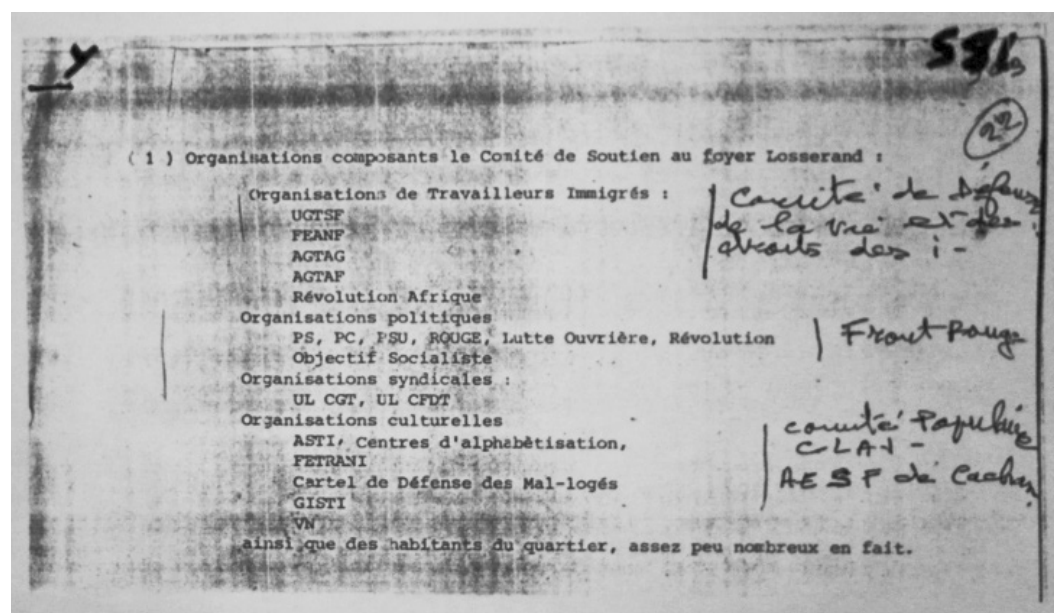 22
( 1 ) Organisations composants le Comité de Soutien au foyer Losserand :
Organisations de Travailleurs Immigrés :
Comité de Défense
de la vie et des
droits des i -
UGTSF
FEANF
AGTAG
AGTAF
Révolution Afrique
Organisations politiques
PS, PC, PSU, ROUGE, Lutte Ouvrière, Révolution
Front Rouge
Objectif Socialiste
Organisations syndicales :
UL CGT, UL CFDT
Organisations culturelles
comité Populaire
ASTI, Centres d'alphabètisation,
CLAI -
FETRANI
AESF de Cachan
Cartel de Défense des Mal-logés
GISTI
VN
ainsi que des habitants du quartier, assez peu nombreux en fait.